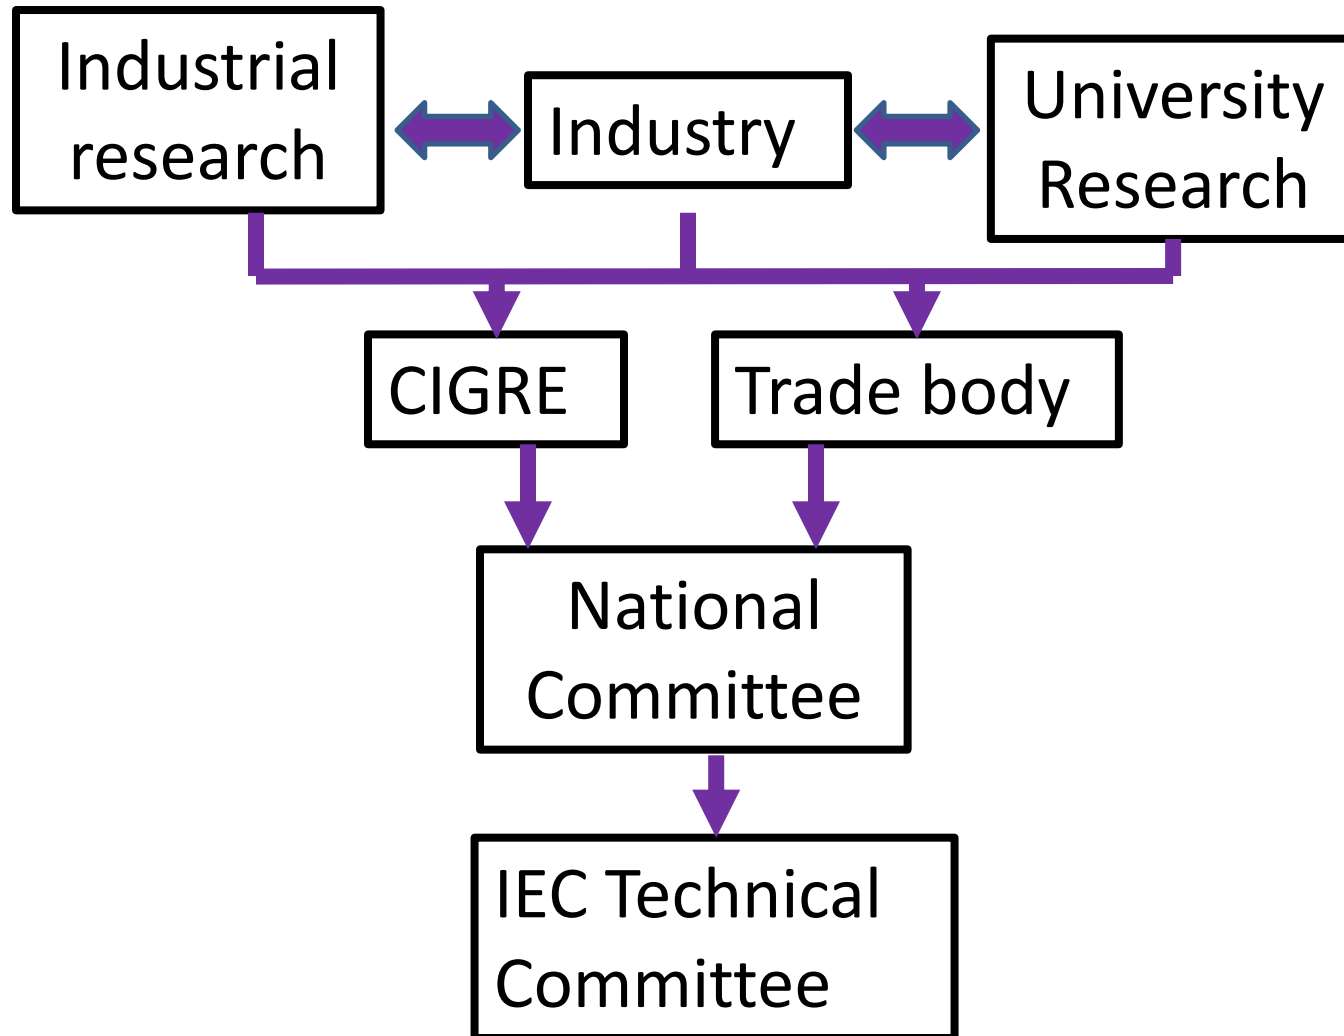 Industrial
research
Industry
University
Research
CIGRE
Trade body
National
Committee
IEC Technical
Committee